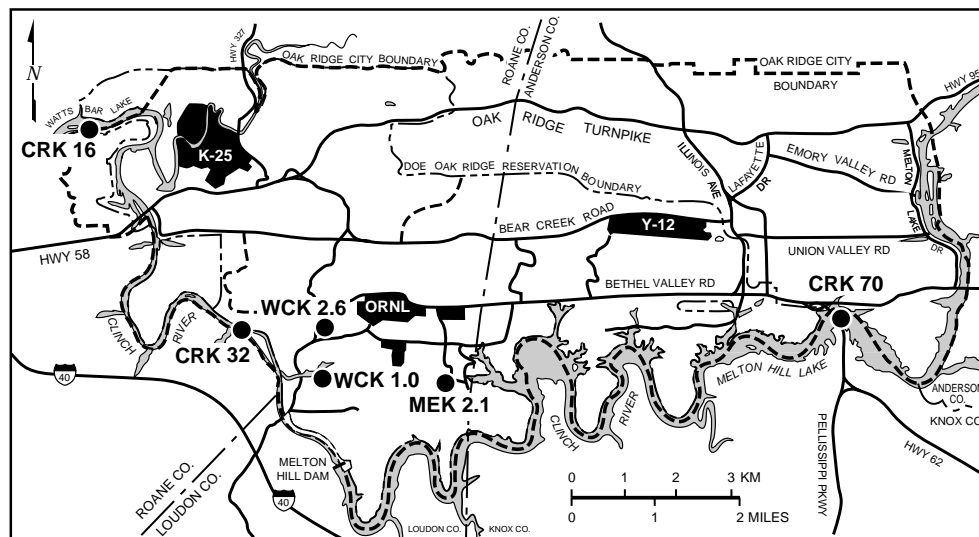 HWY 327
OAK RIDGE CITY BOUNDARY
ROANE CO.
ANDERSON CO.
OAK RIDGE CITY
BOUNDARY
HWY 95
N
WATTS BAR LAKE
CRK 16
K-25
OAK RIDGE TURNPIKE
DOE OAK RIDGE RESERVATION BOUNDARY
ILLINOIS AVE
LAFAYETTE DR
EMORY VALLEY RD
MELTON LAKE DR
BEAR CREEK ROAD
Y-12
HWY 58
UNION VALLEY RD
BETHEL VALLEY RD
CRK 70
CLINCH RIVER
WCK 2.6
ORNL
CRK 32
WCK 1.0
MEK 2.1
40
MELTON HILL LAKE
ANDERSON CO.
KNOX CO.
CLINCH RIVER
PELLISSIPPI PKWY
HWY 62
MELTON
HILL DAM
ROANE CO.
LOUDON CO.
40
0 1 2 3 KM
0 1 2 MILES
LOUDON CO.
KNOX CO.